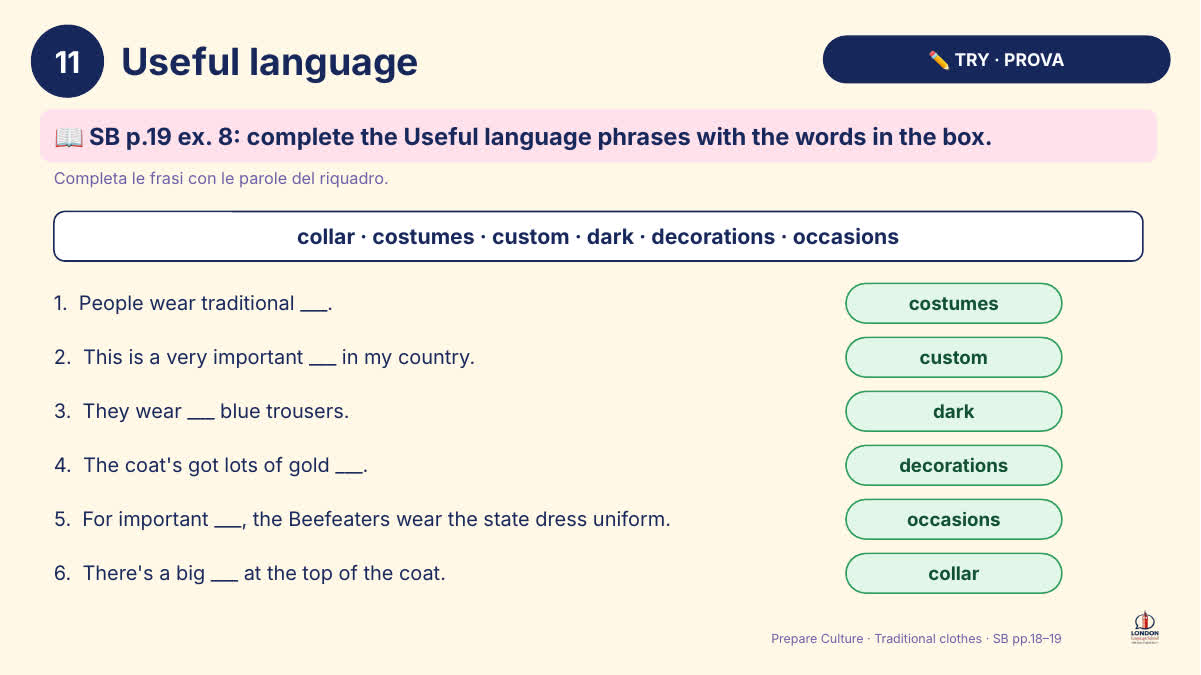 11
Useful language
✏️ TRY · PROVA
📖 SB p.19 ex. 8: complete the Useful language phrases with the words in the box.
Completa le frasi con le parole del riquadro.
collar · costumes · custom · dark · decorations · occasions
1. People wear traditional ___. costumes
2. This is a very important ___ in my country. custom
3. They wear ___ blue trousers. dark
4. The coat's got lots of gold ___. decorations
5. For important ___, the Beefeaters wear the state dress uniform. occasions
6. There's a big ___ at the top of the coat. collar
Prepare Culture · Traditional clothes · SB pp.18–19
LONDON